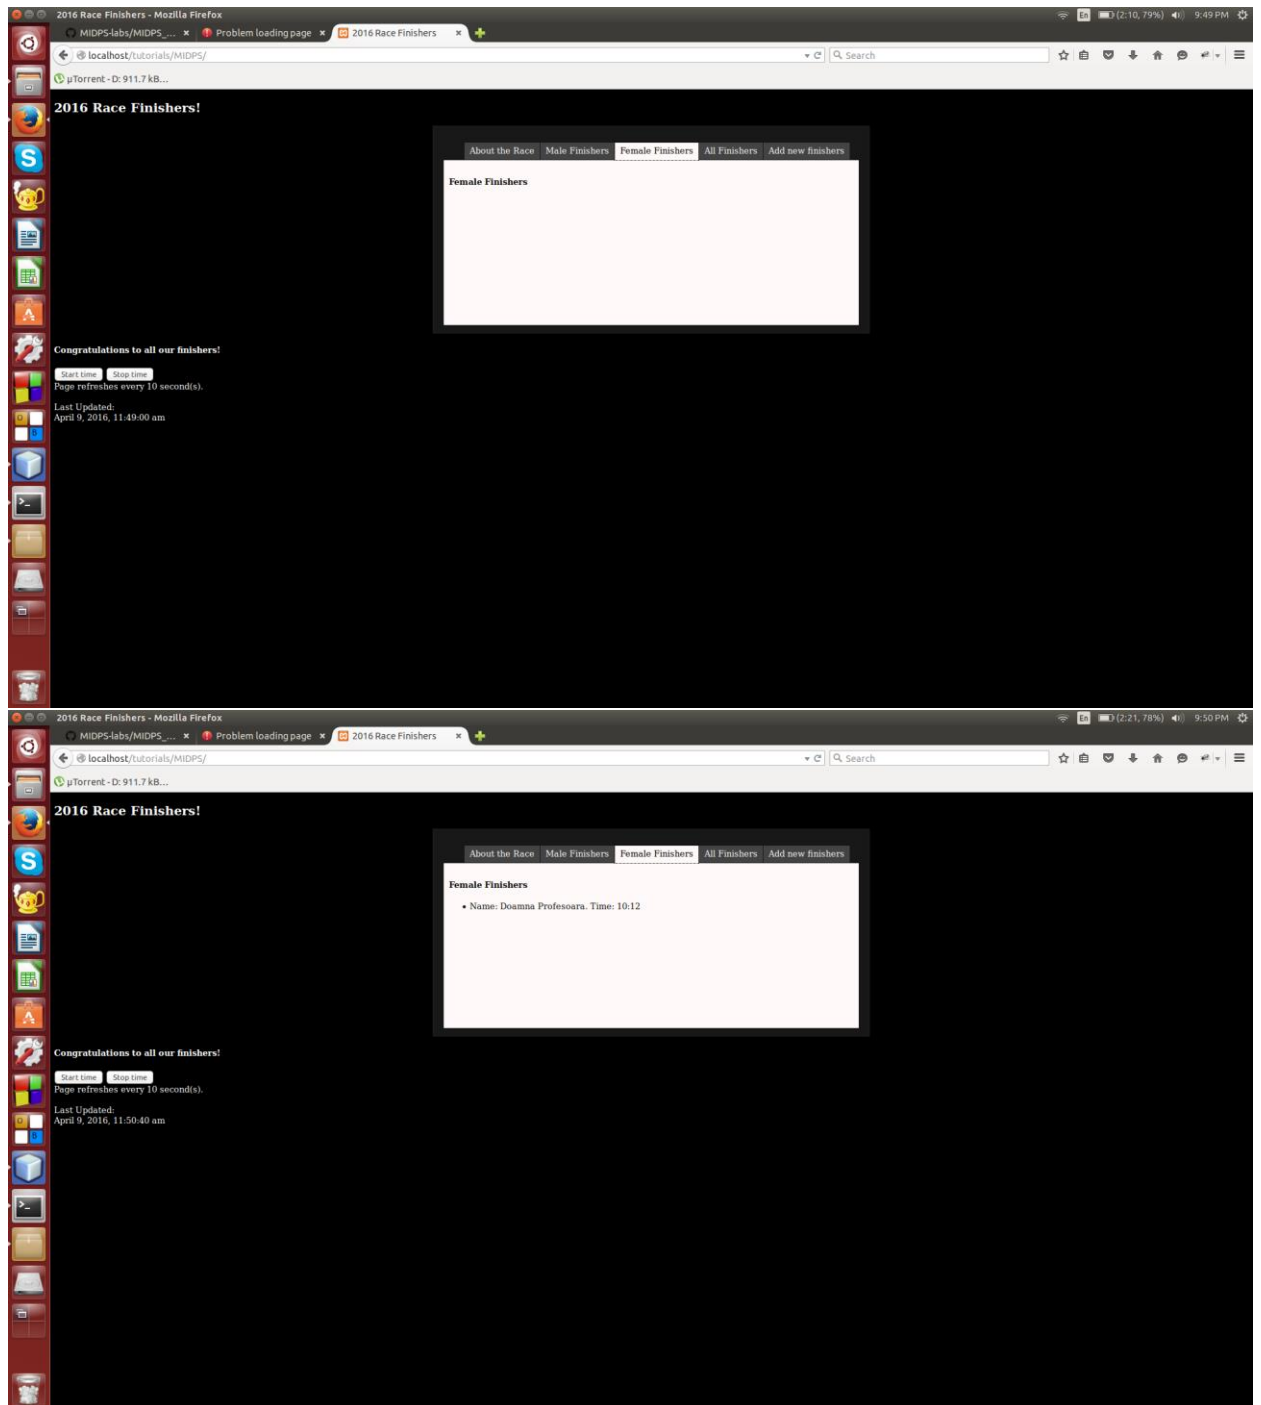 2016 Race Finishers - Mozilla Firefox
En (2:10, 79%) 9:49 PM
MIDPS-labs/MIDPS_... × Problem loading page × 2016 Race Finishers ×
localhost/tutorials/MIDPS/ Search
µTorrent - D: 911.7 kB...
2016 Race Finishers!
About the Race Male Finishers Female Finishers All Finishers Add new finishers
Female Finishers
Congratulations to all our finishers!
Start time Stop time
Page refreshes every 10 second(s).
Last Updated:
April 9, 2016, 11:49:00 am
2016 Race Finishers - Mozilla Firefox
En (2:21, 78%) 9:50 PM
MIDPS-labs/MIDPS_... × Problem loading page × 2016 Race Finishers ×
localhost/tutorials/MIDPS/ Search
µTorrent - D: 911.7 kB...
2016 Race Finishers!
About the Race Male Finishers Female Finishers All Finishers Add new finishers
Female Finishers
• Name: Doamna Profesoara. Time: 10:12
Congratulations to all our finishers!
Start time Stop time
Page refreshes every 10 second(s).
Last Updated:
April 9, 2016, 11:50:40 am